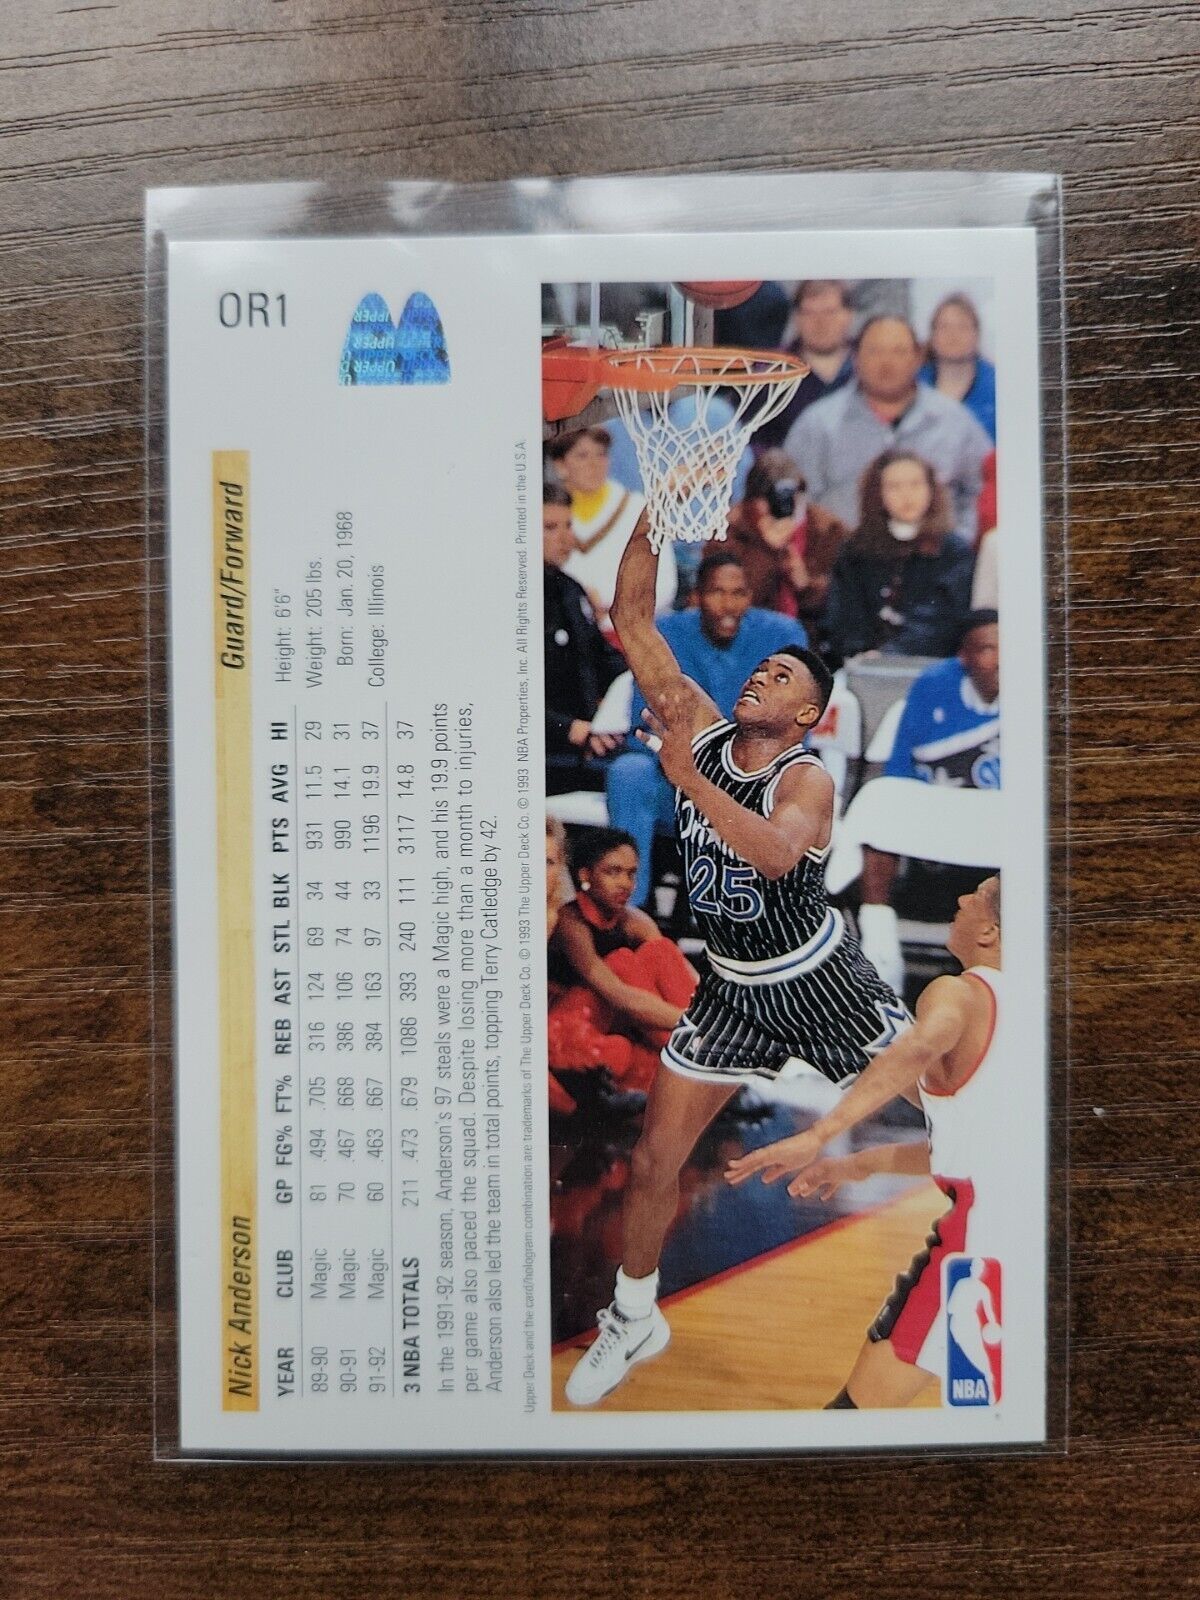 OR1
Nick Anderson Guard/Forward
YEAR CLUB GP FG% FT% REB AST STL BLK PTS AVG HI
89-90 Magic 81 .494 .705 316 124 69 34 931 11.5 29
90-91 Magic 70 .467 .668 386 106 74 44 990 14.1 31
91-92 Magic 60 .463 .667 384 163 97 33 1196 19.9 37
3 NBA TOTALS 211 .473 .679 1086 393 240 111 3117 14.8 37
Height: 6'6"
Weight: 205 lbs.
Born: Jan. 20, 1968
College: Illinois
In the 1991-92 season, Anderson's 97 steals were a Magic high, and his 19.9 points
per game also paced the squad. Despite losing more than a month to injuries,
Anderson also led the team in total points, topping Terry Catledge by 42.
Upper Deck and the card/hologram combination are trademarks of The Upper Deck Co. © 1993 The Upper Deck Co. © 1993 NBA Properties, Inc. All Rights Reserved. Printed in the U.S.A.
UPPER
25
NBA